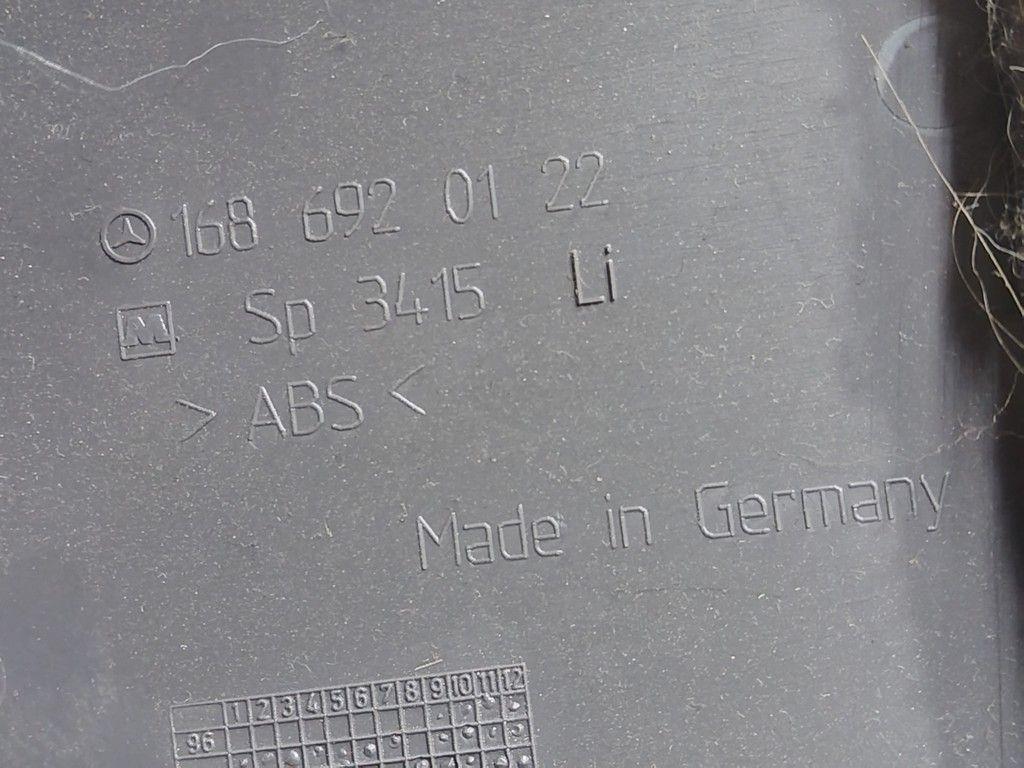 168 692 01 22
M Sp 3415 Li
> ABS <
Made in Germany
1 2 3 4 5 6 7 8 9 10 11 12
96